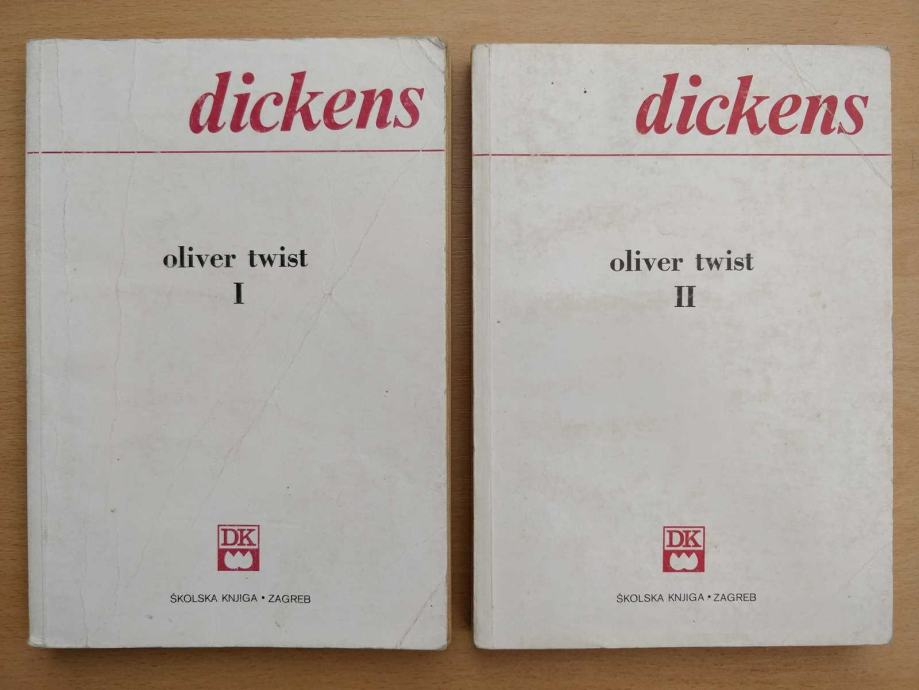 dickens
oliver twist
I
DK
ŠKOLSKA KNJIGA • ZAGREB
dickens
oliver twist
II
DK
ŠKOLSKA KNJIGA • ZAGREB